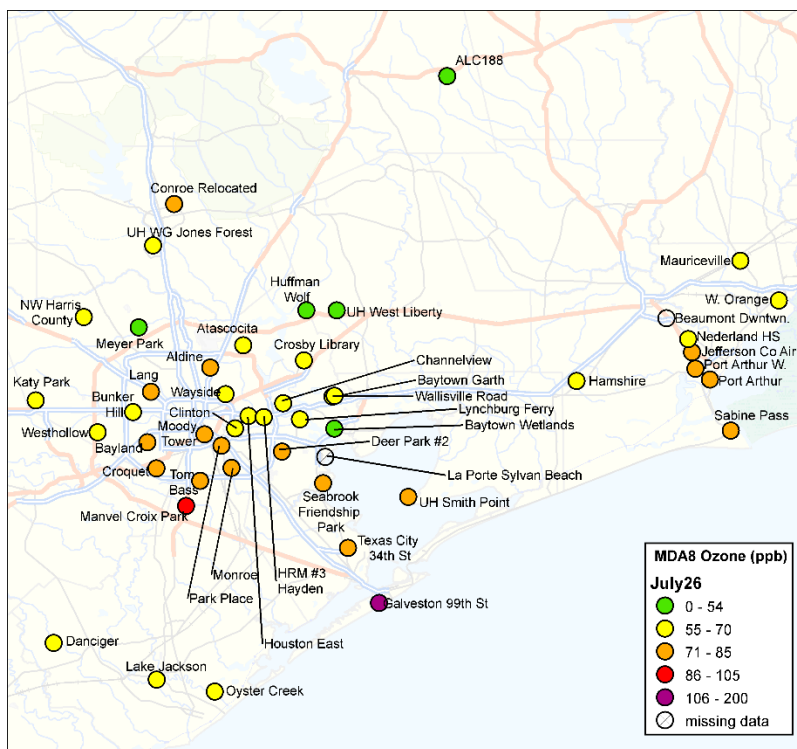 ALC188
Conroe Relocated
UH WG Jones Forest
Mauriceville
NW Harris
County
Huffman
Wolf
UH West Liberty
W. Orange
Beaumont Dwntwn.
Meyer Park
Atascocita
Nederland HS
Crosby Library
Jefferson Co Air
Aldine
Channelview
Port Arthur W.
Lang
Baytown Garth
Port Arthur
Katy Park
Bunker
Hill
Wayside
Wallisville Road
Hamshire
Clinton
Lynchburg Ferry
Westhollow
Moody
Tower
Baytown Wetlands
Sabine Pass
Bayland
Deer Park #2
Croquet
Tom
Bass
La Porte Sylvan Beach
Seabrook
Friendship
Park
UH Smith Point
Manvel Croix Park
Texas City
34th St
Monroe
HRM #3
Hayden
Park Place
Galveston 99th St
Houston East
Danciger
Lake Jackson
Oyster Creek
MDA8 Ozone (ppb)
July26
0 - 54
55 - 70
71 - 85
86 - 105
106 - 200
missing data